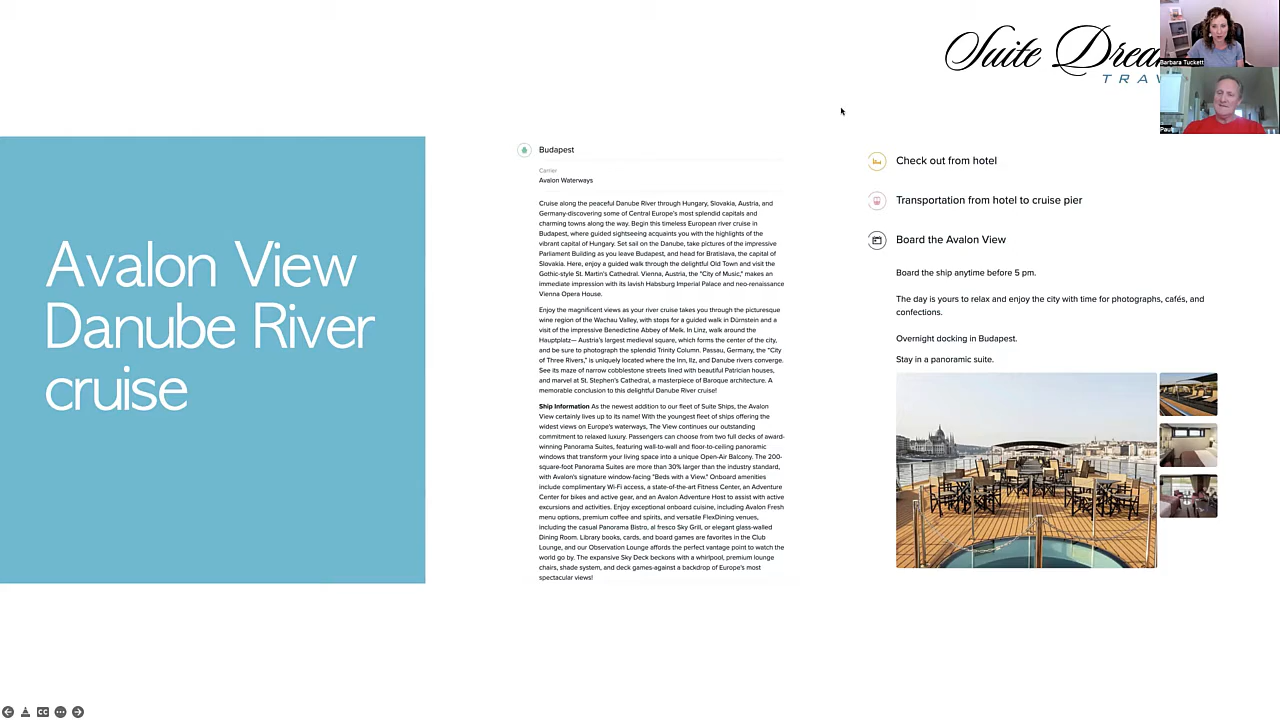 Suite Drea
TRAV
Barbara Tuckett
Paul
Avalon View
Danube River
cruise
Budapest
Carrier
Avalon Waterways
Cruise along the peaceful Danube River through Hungary, Slovakia, Austria, and
Germany-discovering some of Central Europe's most splendid capitals and
charming towns along the way. Begin this timeless European river cruise in
Budapest, where guided sightseeing acquaints you with the highlights of the
vibrant capital of Hungary. Set sail on the Danube, take pictures of the impressive
Parliament Building as you leave Budapest, and head for Bratislava, the capital of
Slovakia. Here, enjoy a guided walk through the delightful Old Town and visit the
Gothic-style St. Martin's Cathedral. Vienna, Austria, the "City of Music," makes an
immediate impression with its lavish Habsburg Imperial Palace and neo-renaissance
Vienna Opera House.
Enjoy the magnificent views as your river cruise takes you through the picturesque
wine region of the Wachau Valley, with stops for a guided walk in Dürnstein and a
visit of the impressive Benedictine Abbey of Melk. In Linz, walk around the
Hauptplatz— Austria's largest medieval square, which forms the center of the city,
and be sure to photograph the splendid Trinity Column. Passau, Germany, the "City
of Three Rivers," is uniquely located where the Inn, Ilz, and Danube rivers converge.
See its maze of narrow cobblestone streets lined with beautiful Patrician houses,
and marvel at St. Stephen's Cathedral, a masterpiece of Baroque architecture. A
memorable conclusion to this delightful Danube River cruise!
Ship Information As the newest addition to our fleet of Suite Ships, the Avalon
View certainly lives up to its name! With the youngest fleet of ships offering the
widest views on Europe's waterways, The View continues our outstanding
commitment to relaxed luxury. Passengers can choose from two full decks of award-
winning Panorama Suites, featuring wall-to-wall and floor-to-ceiling panoramic
windows that transform your living space into a unique Open-Air Balcony. The 200-
square-foot Panorama Suites are more than 30% larger than the industry standard,
with Avalon's signature window-facing "Beds with a View." Onboard amenities
include complimentary Wi-Fi access, a state-of-the-art Fitness Center, an Adventure
Center for bikes and active gear, and an Avalon Adventure Host to assist with active
excursions and activities. Enjoy exceptional onboard cuisine, including Avalon Fresh
menu options, premium coffee and spirits, and versatile FlexDining venues,
including the casual Panorama Bistro, al fresco Sky Grill, or elegant glass-walled
Dining Room. Library books, cards, and board games are favorites in the Club
Lounge, and our Observation Lounge affords the perfect vantage point to watch the
world go by. The expansive Sky Deck beckons with a whirlpool, premium lounge
chairs, shade system, and deck games-against a backdrop of Europe's most
spectacular views!
Check out from hotel
Transportation from hotel to cruise pier
Board the Avalon View
Board the ship anytime before 5 pm.
The day is yours to relax and enjoy the city with time for photographs, cafés, and
confections.
Overnight docking in Budapest.
Stay in a panoramic suite.
CC